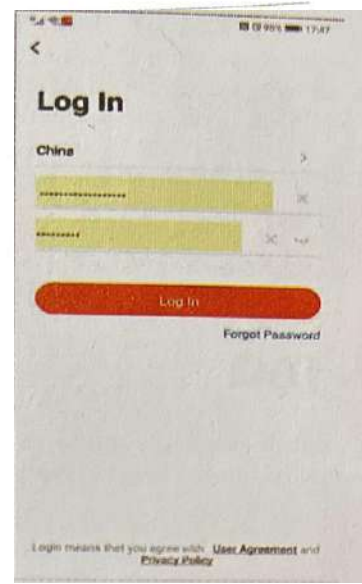 98% 17:47
Log In
China
Log In
Forgot Password
Login means that you agree with User Agreement and
Privacy Policy